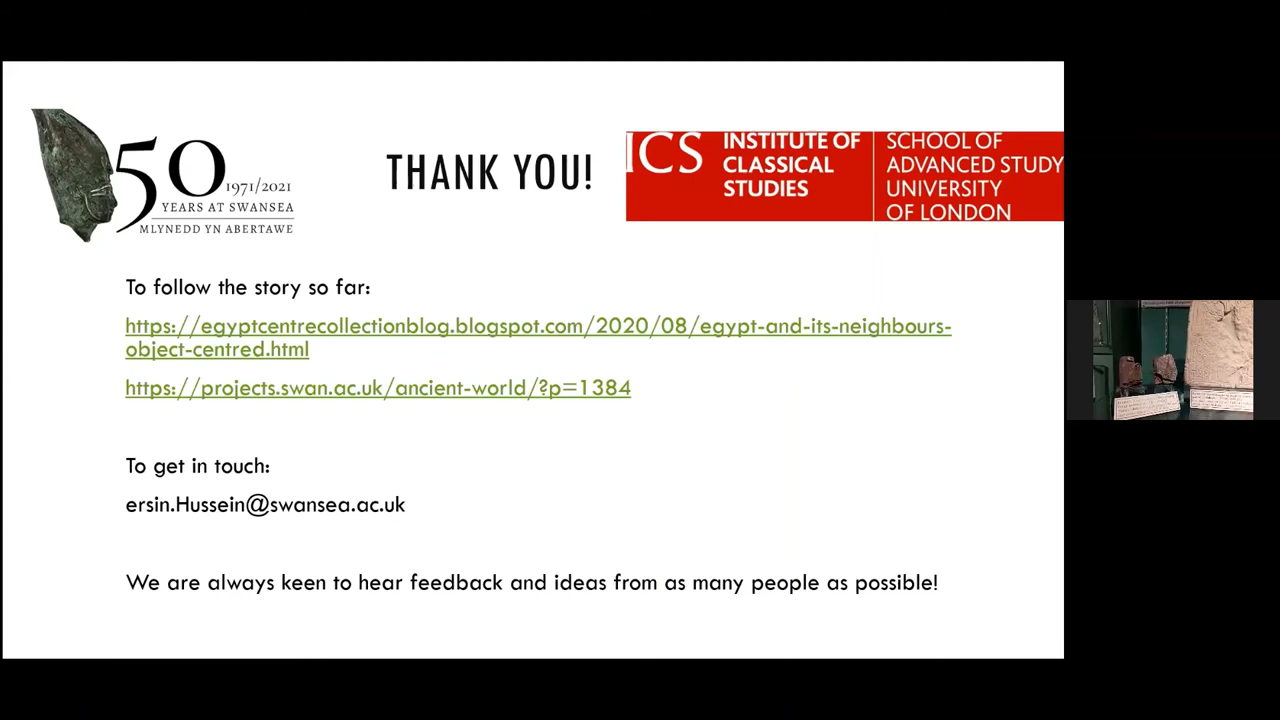 50
1971/2021
YEARS AT SWANSEA
MLYNEDD YN ABERTAWE
THANK YOU!
ICS
INSTITUTE OF
CLASSICAL
STUDIES
SCHOOL OF
ADVANCED STUDY
UNIVERSITY
OF LONDON
To follow the story so far:
https://egyptcentrecollectionblog.blogspot.com/2020/08/egypt-and-its-neighbours-
object-centred.html
https://projects.swan.ac.uk/ancient-world/?p=1384
To get in touch:
ersin.Hussein@swansea.ac.uk
We are always keen to hear feedback and ideas from as many people as possible!